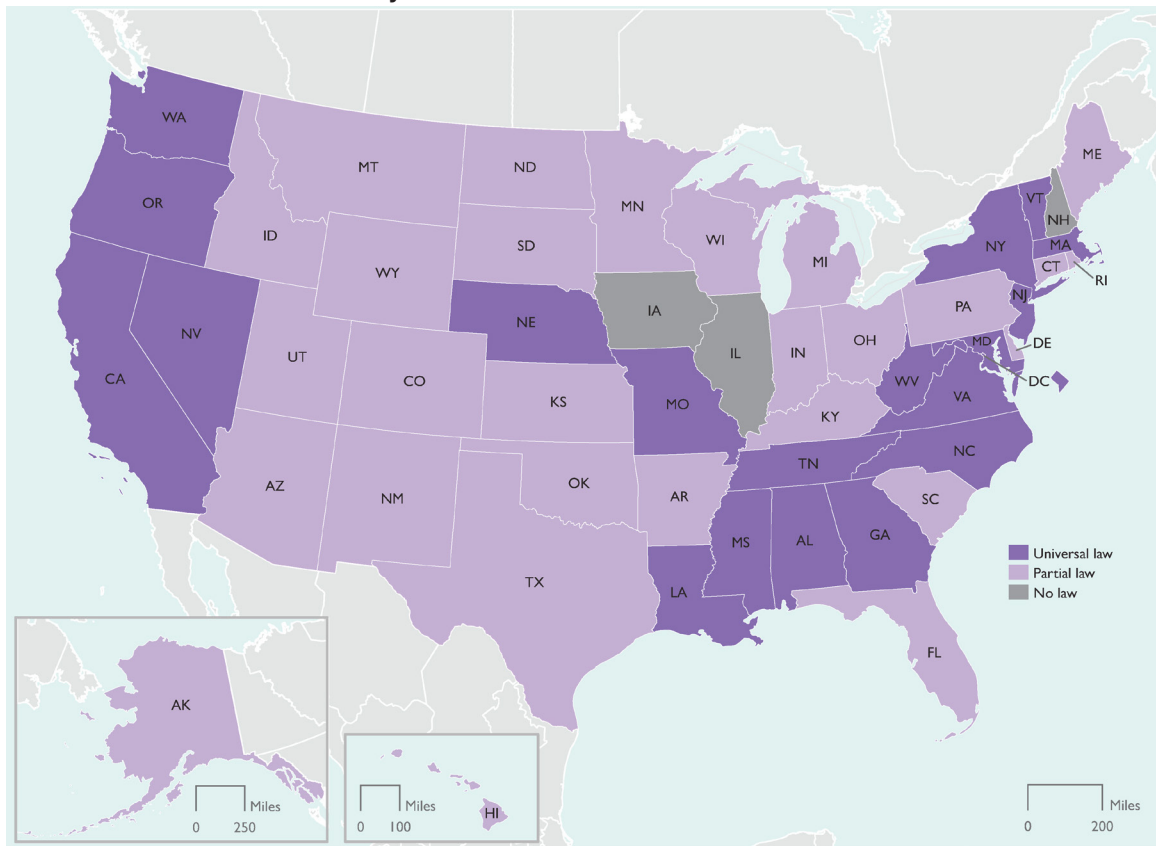 WA
MT
ND
MN
ME
VT
NH
OR
ID
WY
SD
WI
MI
NY
MA
CT
RI
NV
NE
IA
PA
NJ
CA
UT
CO
KS
MO
IL
IN
OH
WV
MD
DE
DC
VA
KY
AZ
NM
OK
AR
TN
NC
SC
TX
LA
MS
AL
GA
FL
Universal law
Partial law
No law
AK
Miles
0 250
HI
Miles
0 100
Miles
0 200